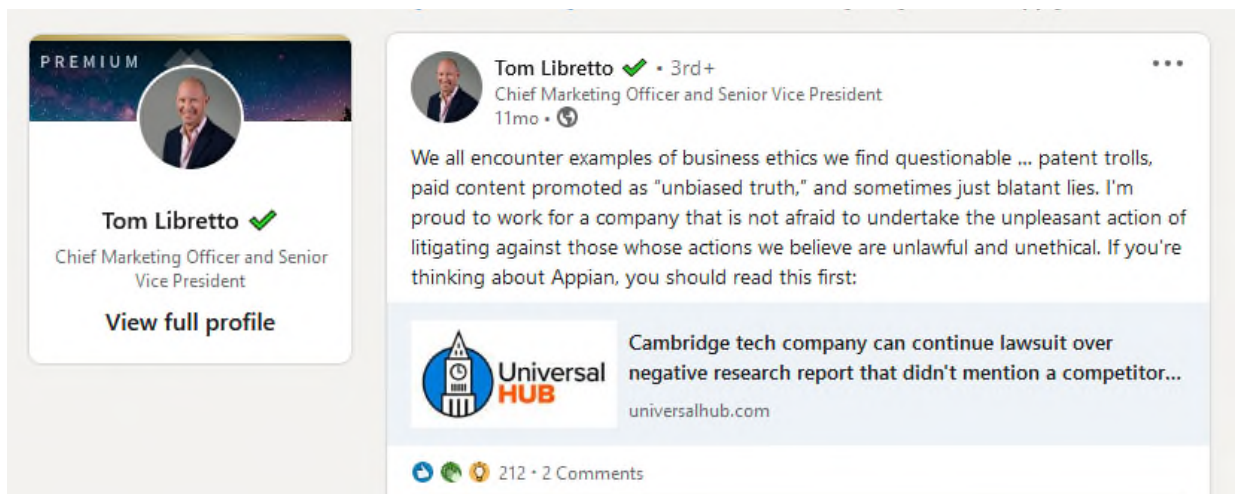 PREMIUM
Tom Libretto
Chief Marketing Officer and Senior
Vice President
View full profile
Tom Libretto • 3rd+
Chief Marketing Officer and Senior Vice President
11mo •
We all encounter examples of business ethics we find questionable ... patent trolls,
paid content promoted as "unbiased truth," and sometimes just blatant lies. I'm
proud to work for a company that is not afraid to undertake the unpleasant action of
litigating against those whose actions we believe are unlawful and unethical. If you're
thinking about Appian, you should read this first:
Universal
HUB
Cambridge tech company can continue lawsuit over
negative research report that didn't mention a competitor...
universalhub.com
212 • 2 Comments